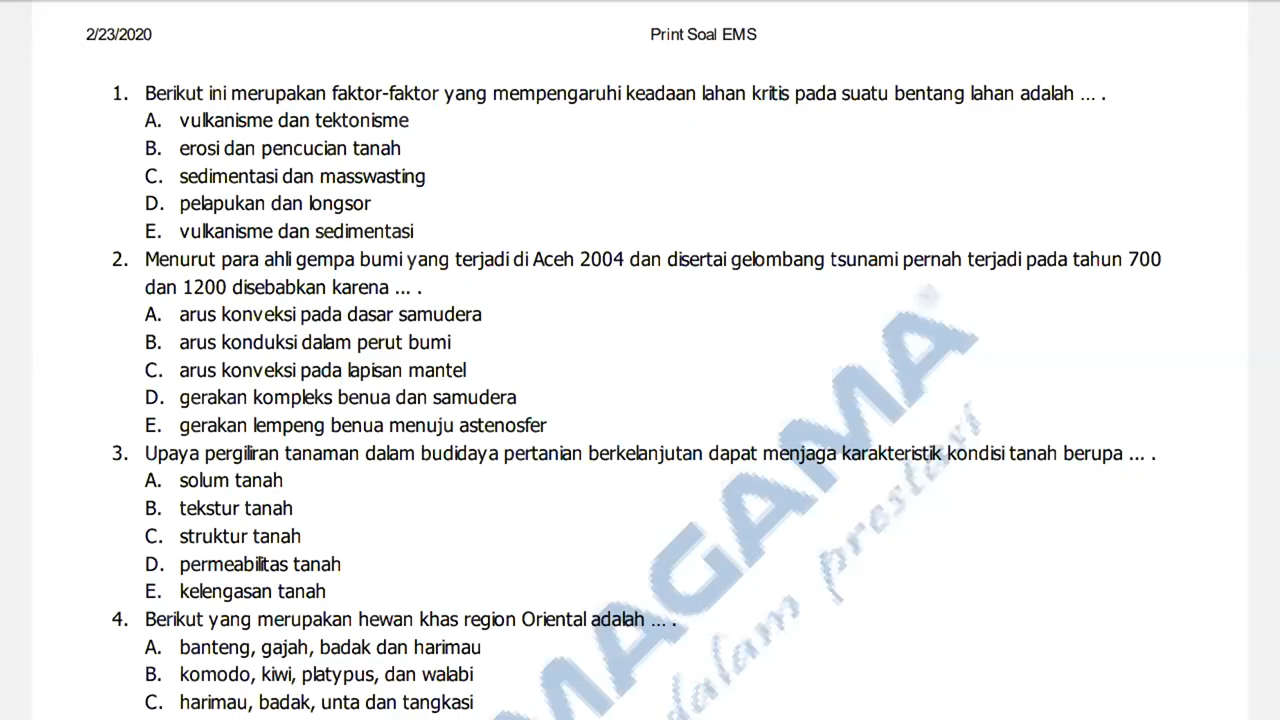 2/23/2020 Print Soal EMS
1. Berikut ini merupakan faktor-faktor yang mempengaruhi keadaan lahan kritis pada suatu bentang lahan adalah ... .
A. vulkanisme dan tektonisme
B. erosi dan pencucian tanah
C. sedimentasi dan masswasting
D. pelapukan dan longsor
E. vulkanisme dan sedimentasi
2. Menurut para ahli gempa bumi yang terjadi di Aceh 2004 dan disertai gelombang tsunami pernah terjadi pada tahun 700
dan 1200 disebabkan karena ... .
A. arus konveksi pada dasar samudera
B. arus konduksi dalam perut bumi
C. arus konveksi pada lapisan mantel
D. gerakan kompleks benua dan samudera
E. gerakan lempeng benua menuju astenosfer
3. Upaya pergiliran tanaman dalam budidaya pertanian berkelanjutan dapat menjaga karakteristik kondisi tanah berupa ... .
A. solum tanah
B. tekstur tanah
C. struktur tanah
D. permeabilitas tanah
E. kelengasan tanah
4. Berikut yang merupakan hewan khas region Oriental adalah ... .
A. banteng, gajah, badak dan harimau
B. komodo, kiwi, platypus, dan walabi
C. harimau, badak, unta dan tangkasi
MAGAMA
dalam prestasi